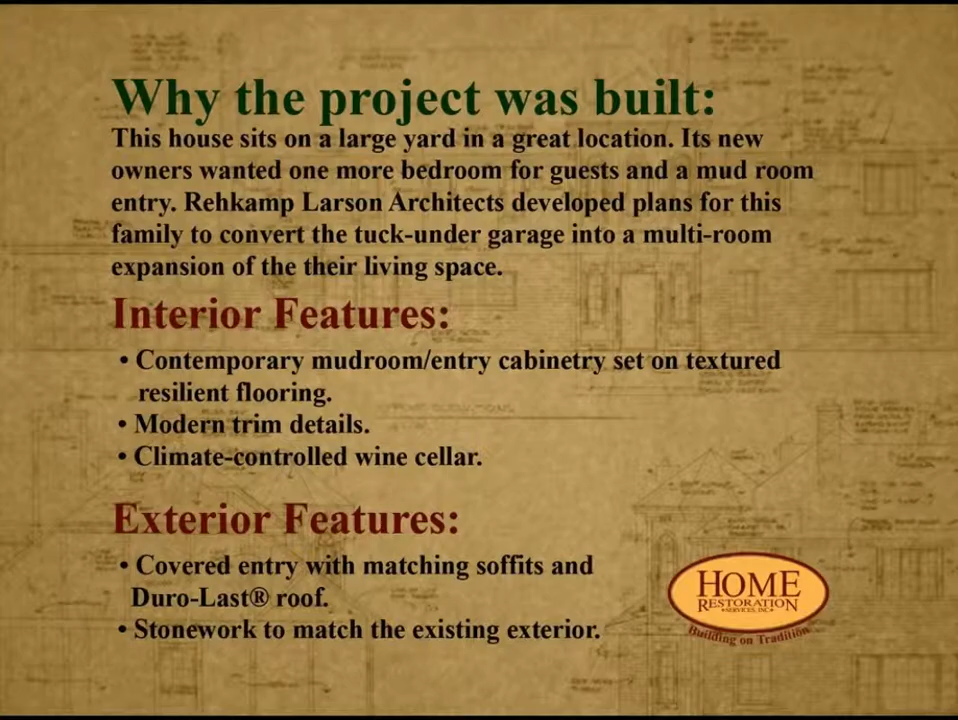 Why the project was built:
This house sits on a large yard in a great location. Its new
owners wanted one more bedroom for guests and a mud room
entry. Rehkamp Larson Architects developed plans for this
family to convert the tuck-under garage into a multi-room
expansion of the their living space.
Interior Features:
• Contemporary mudroom/entry cabinetry set on textured
resilient flooring.
• Modern trim details.
• Climate-controlled wine cellar.
Exterior Features:
• Covered entry with matching soffits and
Duro-Last® roof.
• Stonework to match the existing exterior.
HOME
RESTORATION
SERVICES, INC
Building on Tradition